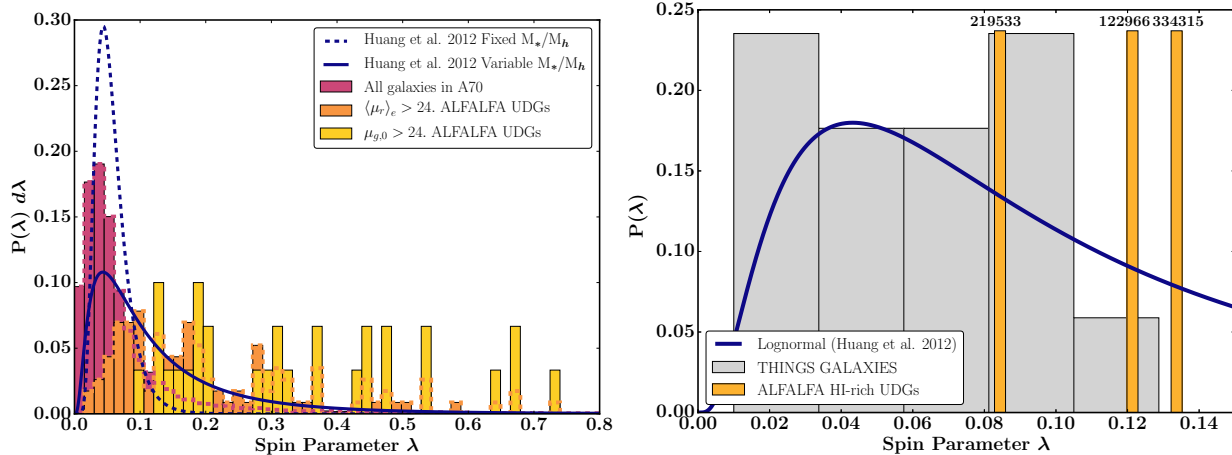 0.30
0.25
0.20
0.15
0.10
0.05
0.00
P(λ) dλ
Huang et al. 2012 Fixed M*/Mh
Huang et al. 2012 Variable M*/Mh
All galaxies in A70
⟨μr⟩e > 24. ALFALFA UDGs
μg,0 > 24. ALFALFA UDGs
0.0 0.1 0.2 0.3 0.4 0.5 0.6 0.7 0.8
Spin Parameter λ
0.25
0.20
0.15
0.10
0.05
0.00
P(λ)
219533 122966 334315
Lognormal (Huang et al. 2012)
THINGS GALAXIES
ALFALFA HI-rich UDGs
0.00 0.02 0.04 0.06 0.08 0.10 0.12 0.14
Spin Parameter λ